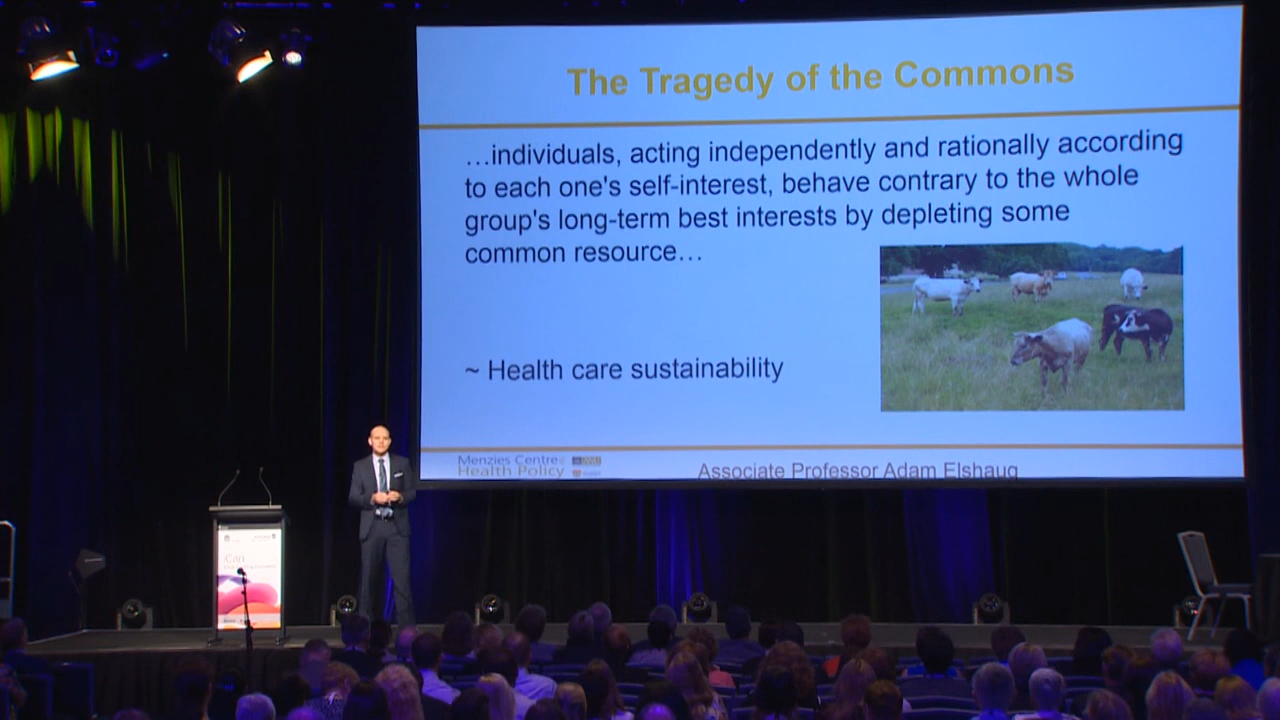 The Tragedy of the Commons
…individuals, acting independently and rationally according
to each one's self-interest, behave contrary to the whole
group's long-term best interests by depleting some
common resource…
~ Health care sustainability
Menzies Centre
Health Policy
Associate Professor Adam Elshaug
iCan